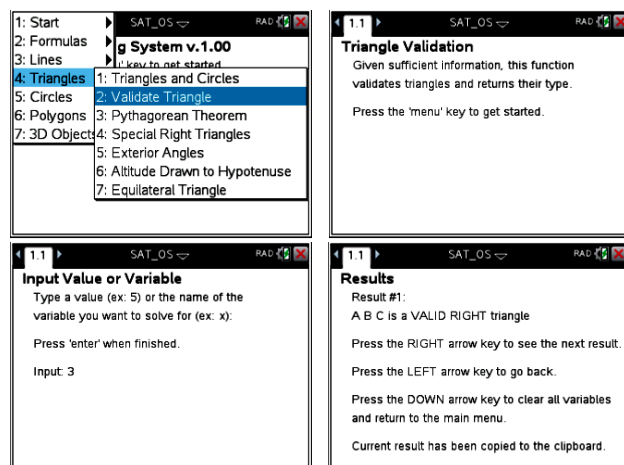 1: Start
SAT_OS
RAD
2: Formulas
g System v.1.00
3: Lines
u' key to get started
4: Triangles
1: Triangles and Circles
2: Validate Triangle
5: Circles
3: Pythagorean Theorem
6: Polygons
4: Special Right Triangles
7: 3D Objects
5: Exterior Angles
6: Altitude Drawn to Hypotenuse
7: Equilateral Triangle
1.1
SAT_OS
RAD
Triangle Validation
Given sufficient information, this function
validates triangles and returns their type.
Press the 'menu' key to get started.
1.1
SAT_OS
RAD
Input Value or Variable
Type a value (ex: 5) or the name of the
variable you want to solve for (ex: x):
Press 'enter' when finished.
Input: 3
1.1
SAT_OS
RAD
Results
Result #1:
A B C is a VALID RIGHT triangle
Press the RIGHT arrow key to see the next result.
Press the LEFT arrow key to go back.
Press the DOWN arrow key to clear all variables
and return to the main menu.
Current result has been copied to the clipboard.